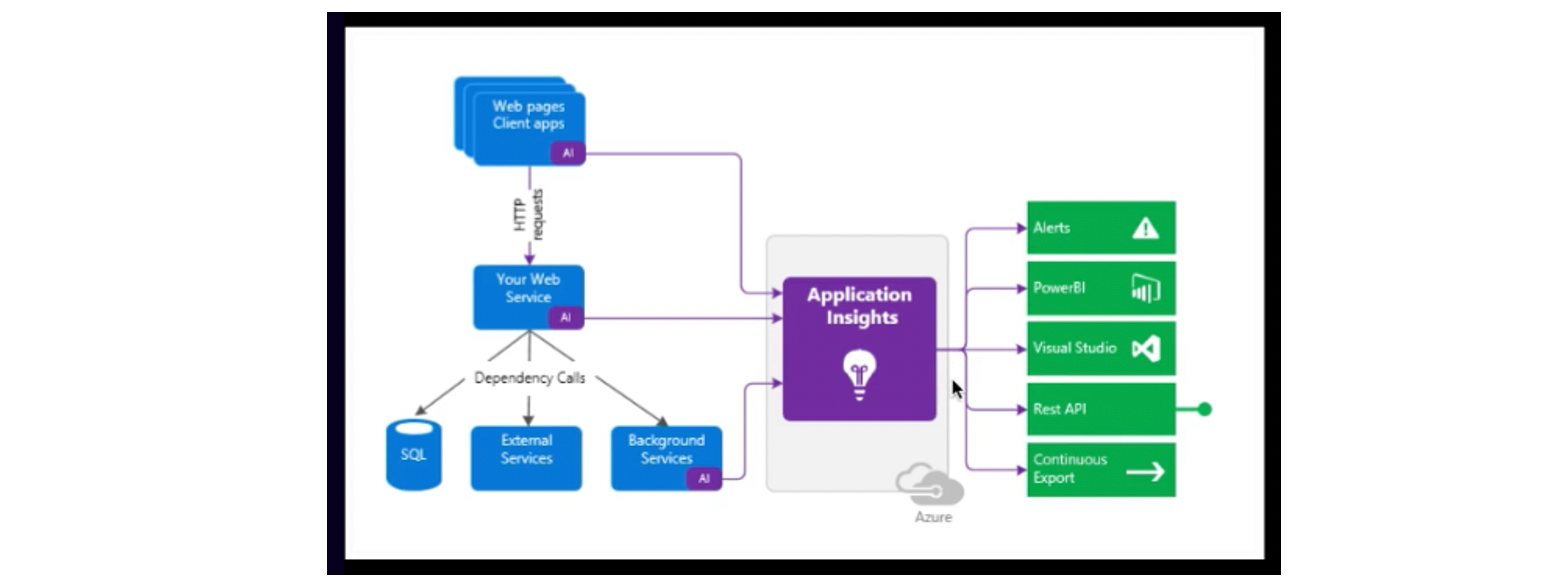 Web pages
Client apps
AI
HTTP
requests
Your Web
Service
AI
Dependency Calls
SQL
External
Services
Background
Services
AI
Application
Insights
Azure
Alerts
PowerBI
Visual Studio
Rest API
Continuous
Export